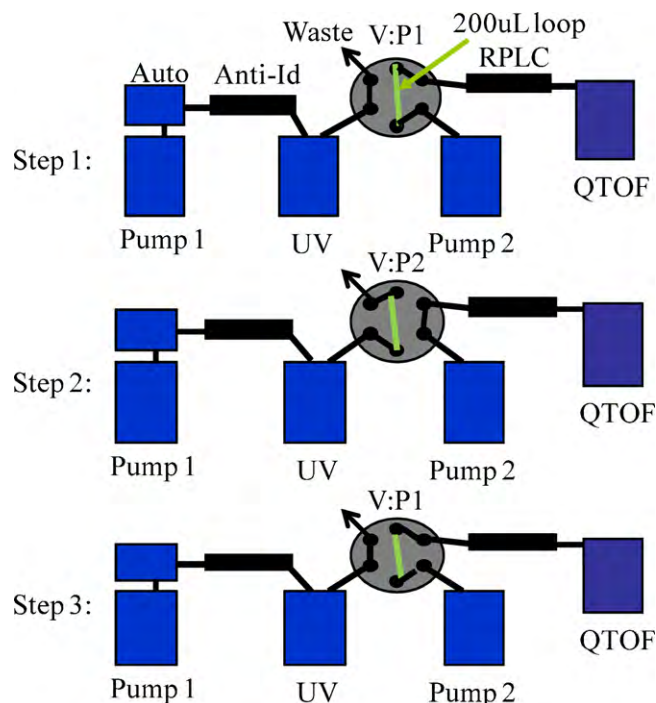 Waste V:P1 200uL loop
Auto Anti-Id RPLC
Step 1:
QTOF
Pump 1 UV Pump 2
V:P2
Step 2:
QTOF
Pump 1 UV Pump 2
V:P1
Step 3:
QTOF
Pump 1 UV Pump 2